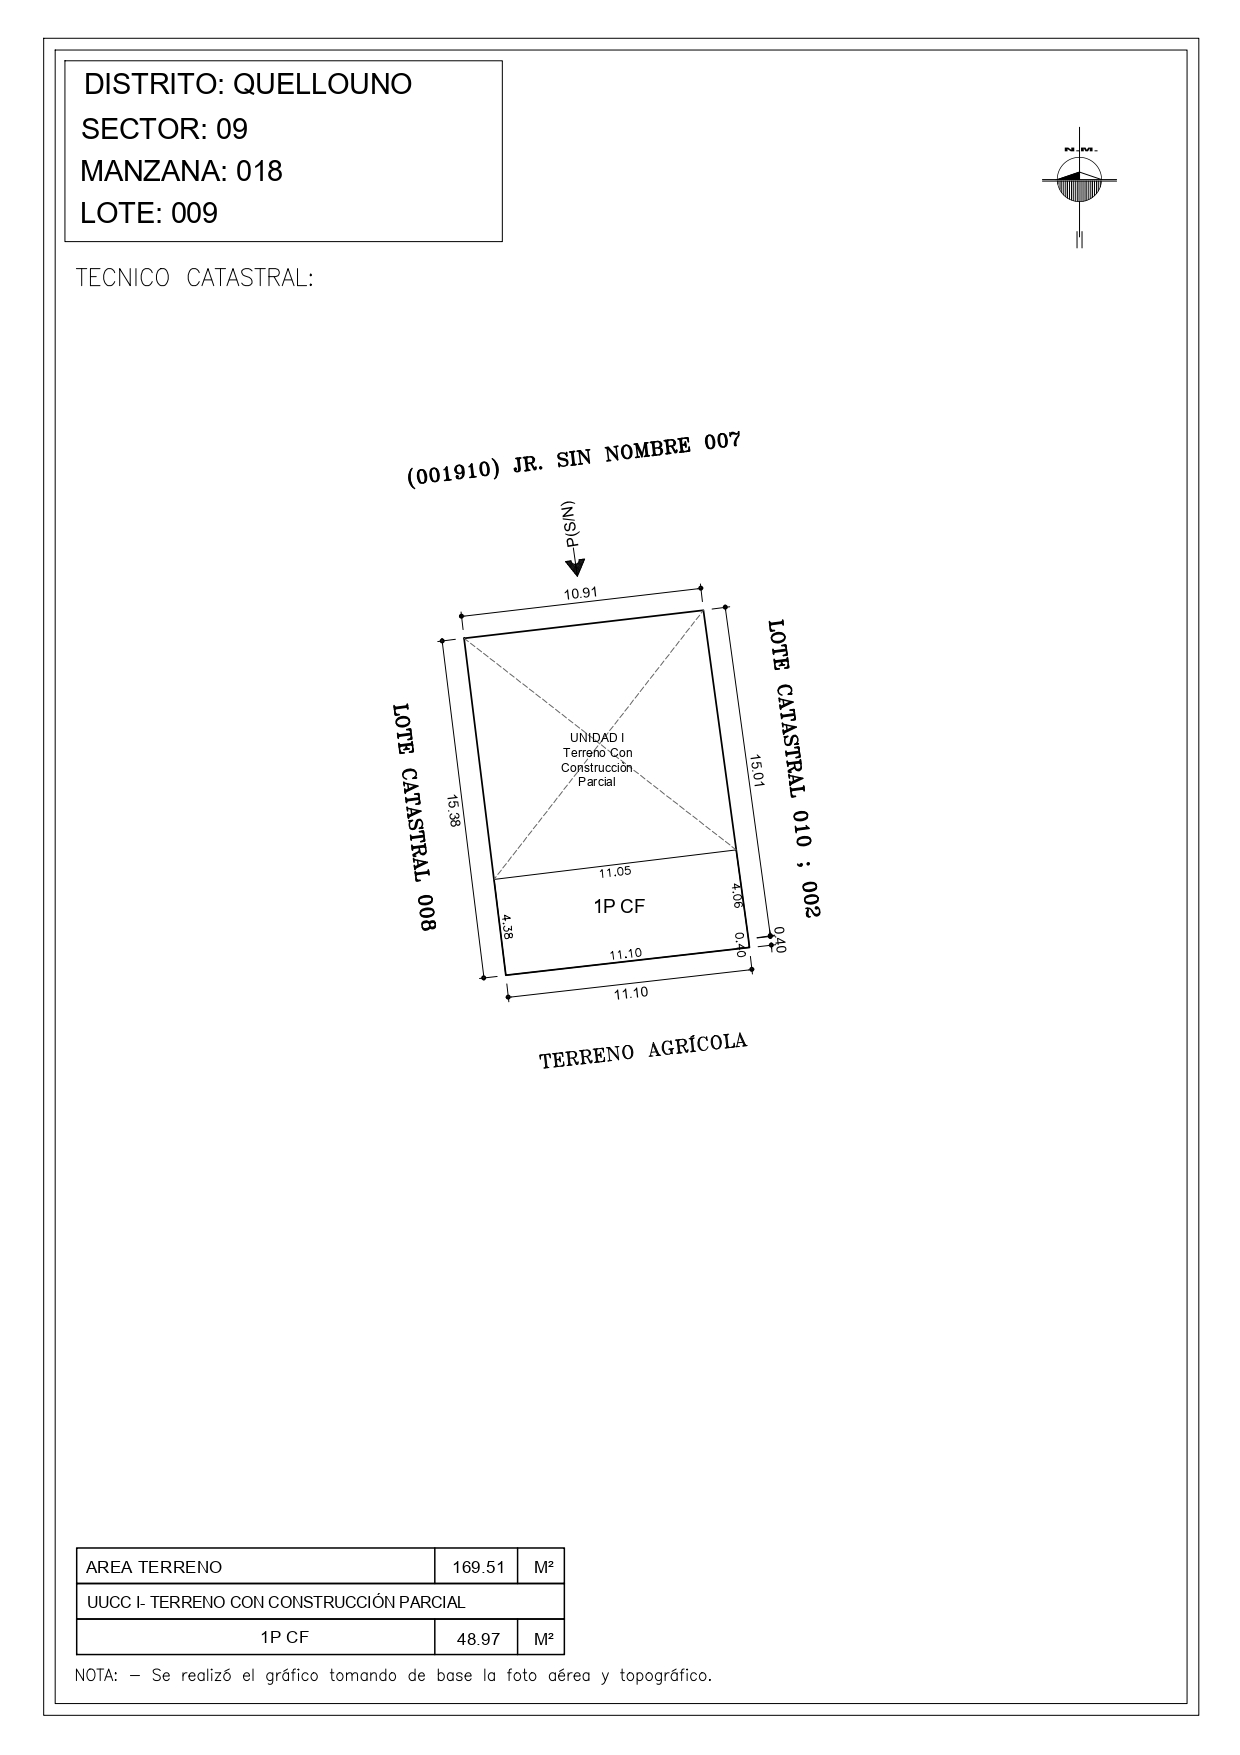 DISTRITO: QUELLOUNO
SECTOR: 09
MANZANA: 018
LOTE: 009
N.M.
TECNICO CATASTRAL:
(001910) JR. SIN NOMBRE 007
P(S/N)
10.91
LOTE CATASTRAL 010 ; 002
LOTE CATASTRAL 008
15.01
15.38
UNIDAD I
Terreno Con
Construcción
Parcial
11.05
4.06
1P CF
4.38
0.40
0.40
11.10
11.10
TERRENO AGRÍCOLA
AREA TERRENO 169.51 M²
UUCC I- TERRENO CON CONSTRUCCIÓN PARCIAL
1P CF 48.97 M²
NOTA: – Se realizó el gráfico tomando de base la foto aérea y topográfico.